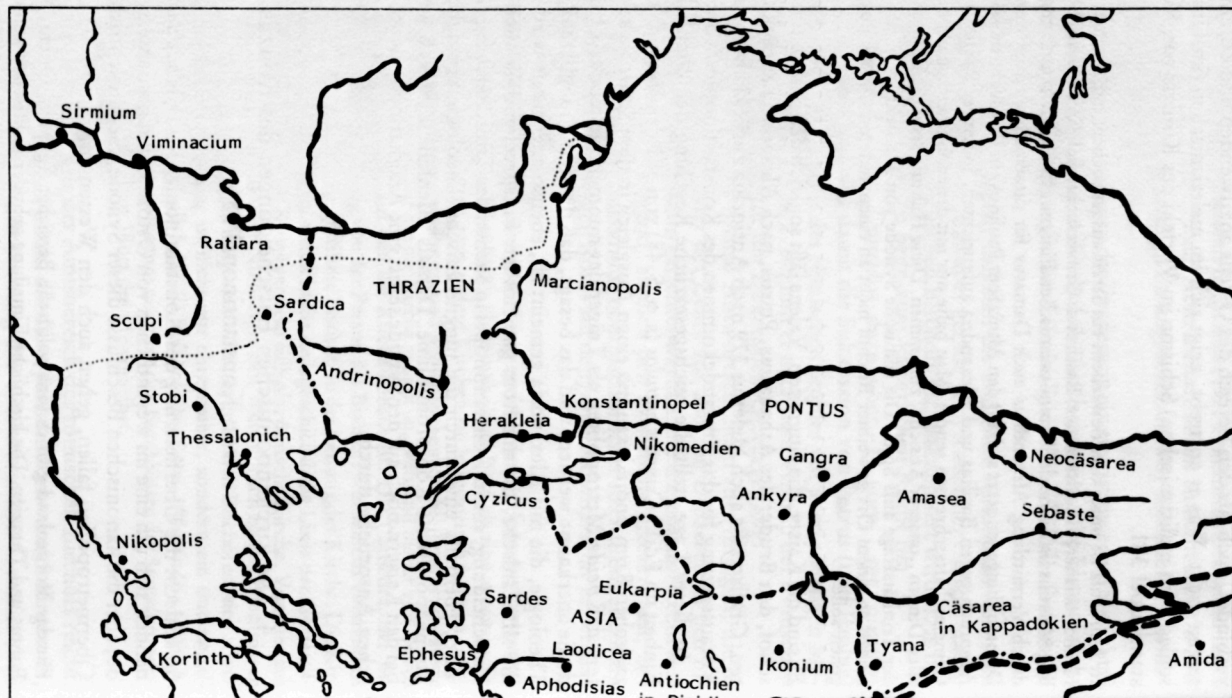 Sirmium
Viminacium
Ratiara
THRAZIEN
Marcianopolis
Sardica
Scupi
Andrinopolis
Stobi
Konstantinopel
PONTUS
Herakleia
Thessalonich
Nikomedien
Neocäsarea
Gangra
Cyzicus
Ankyra
Amasea
Sebaste
Nikopolis
Eukarpia
Sardes
ASIA
Cäsarea
in Kappadokien
Korinth
Ephesus
Laodicea
Ikonium
Tyana
Amida
Aphodisias
Antiochien